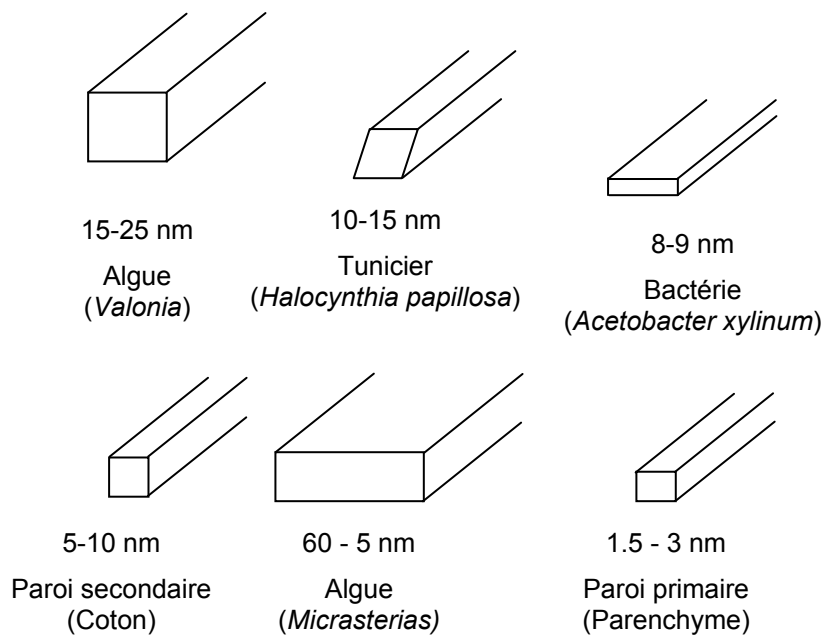 15-25 nm
Algue
(Valonia)
10-15 nm
Tunicier
(Halocynthia papillosa)
8-9 nm
Bactérie
(Acetobacter xylinum)
5-10 nm
Paroi secondaire
(Coton)
60 - 5 nm
Algue
(Micrasterias)
1.5 - 3 nm
Paroi primaire
(Parenchyme)